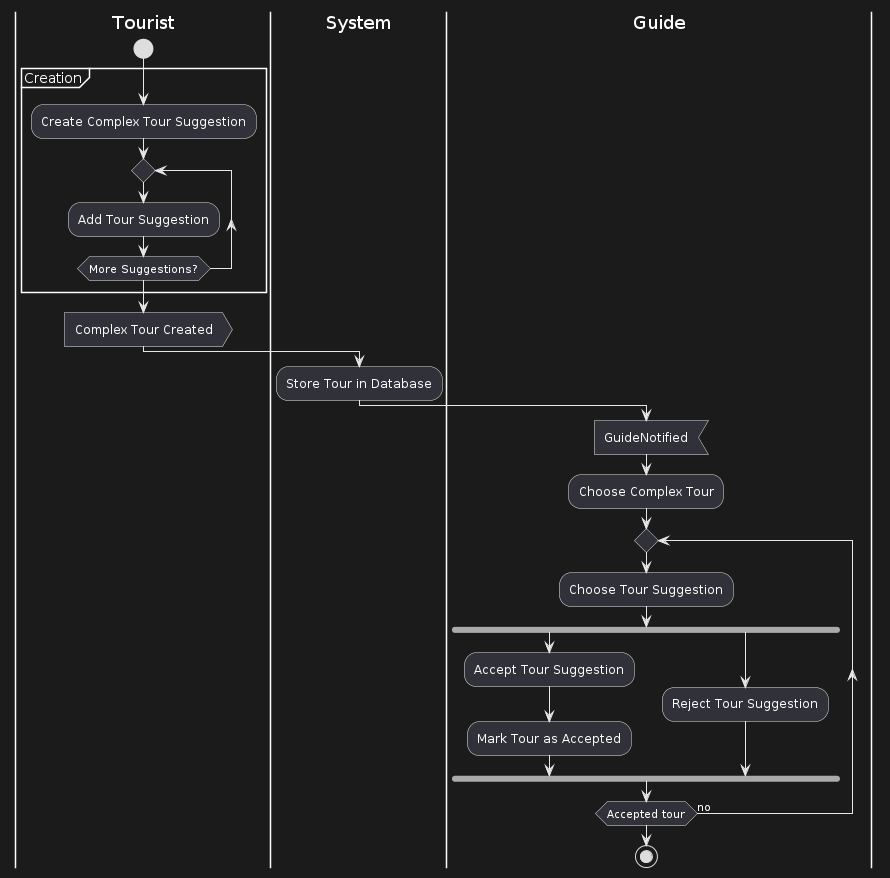 Tourist
System
Guide
Creation
Create Complex Tour Suggestion
Add Tour Suggestion
More Suggestions?
Complex Tour Created
Store Tour in Database
GuideNotified
Choose Complex Tour
Choose Tour Suggestion
Accept Tour Suggestion
Reject Tour Suggestion
Mark Tour as Accepted
Accepted tour
no